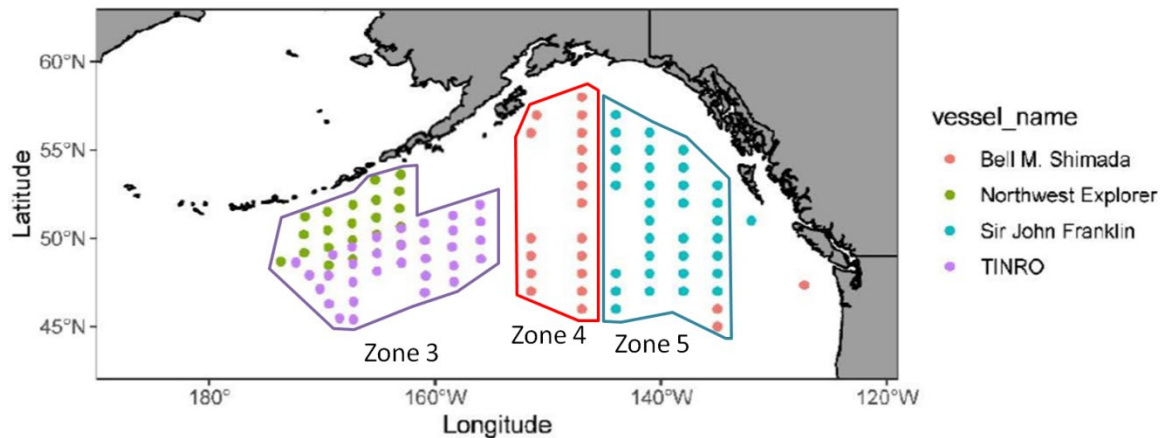 60°N
55°N
50°N
45°N
Latitude
180°
160°W
140°W
120°W
Longitude
Zone 3
Zone 4
Zone 5
vessel_name
Bell M. Shimada
Northwest Explorer
Sir John Franklin
TINRO